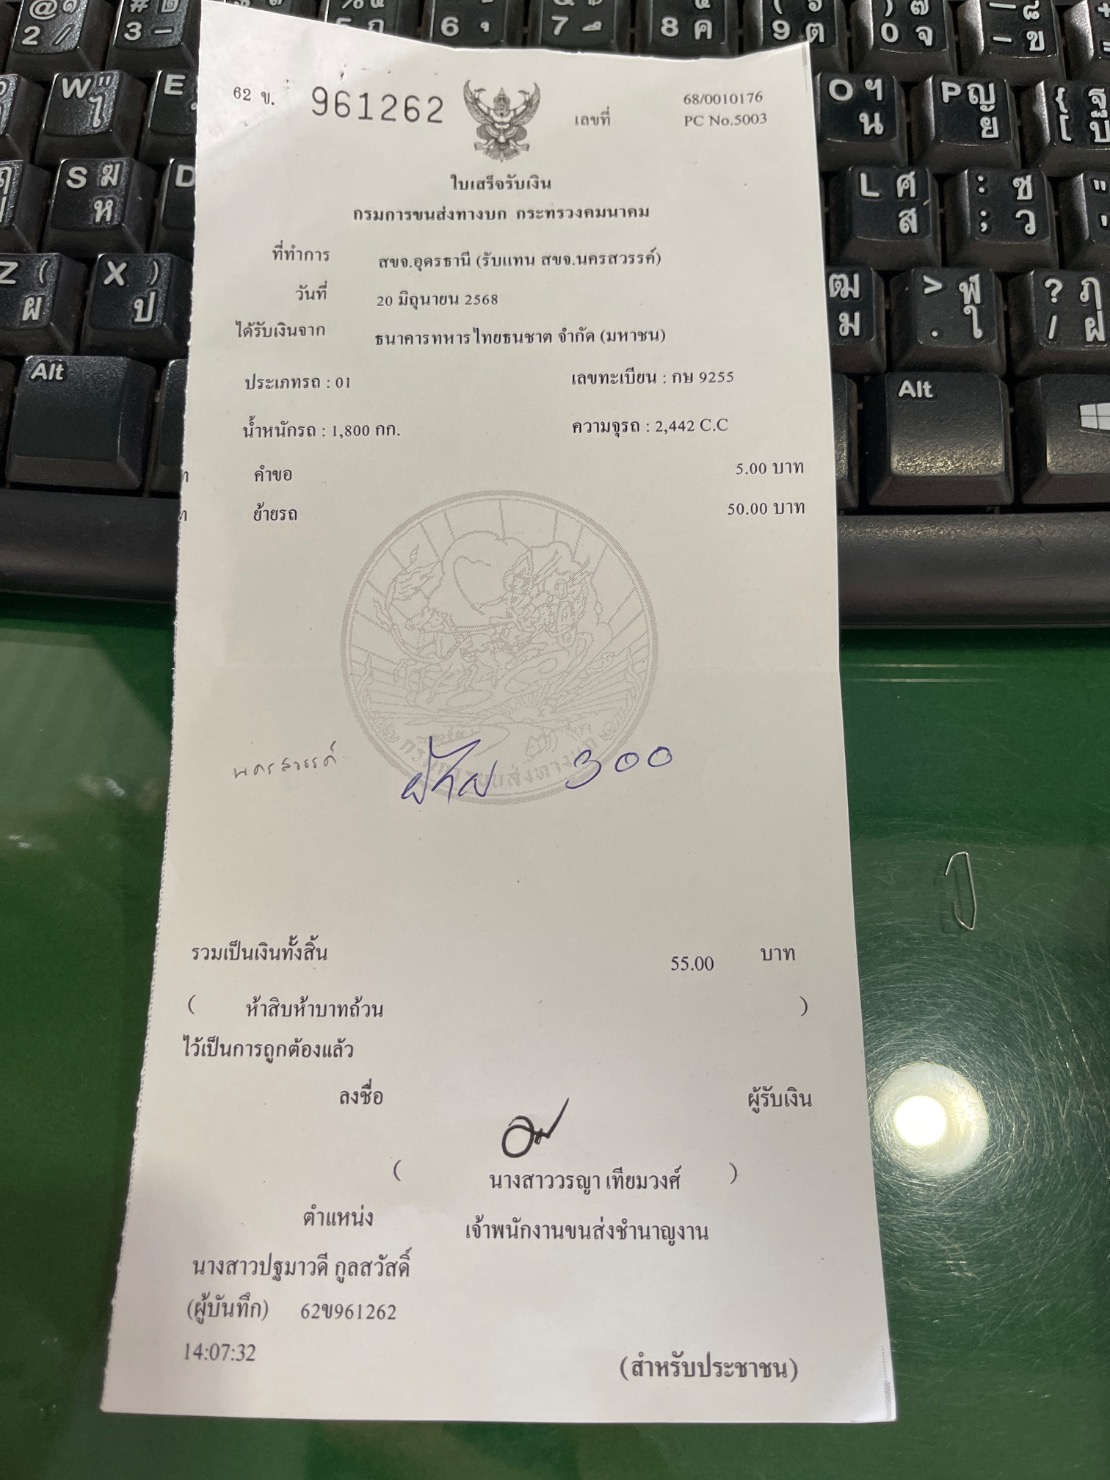 62 ข. 961262 เลขที่ 68/0010176
PC No.5003
ใบเสร็จรับเงิน
กรมการขนส่งทางบก กระทรวงคมนาคม
ที่ทำการ สขจ.อุดรธานี (รับแทน สขจ.นครสวรรค์)
วันที่ 20 มิถุนายน 2568
ได้รับเงินจาก ธนาคารทหารไทยธนชาต จำกัด (มหาชน)
ประเภทรถ : 01 เลขทะเบียน : กษ 9255
น้ำหนักรถ : 1,800 กก. ความจุรถ : 2,442 C.C
คำขอ 5.00 บาท
ย้ายรถ 50.00 บาท
นครสวรรค์ 300
รวมเป็นเงินทั้งสิ้น 55.00 บาท
( ห้าสิบห้าบาทถ้วน )
ไว้เป็นการถูกต้องแล้ว
ลงชื่อ ผู้รับเงิน
( นางสาววรญา เทียมวงศ์ )
ตำแหน่ง เจ้าพนักงานขนส่งชำนาญงาน
นางสาวปฐมาวดี กูลสวัสดิ์
(ผู้บันทึก) 62ข961262
14:07:32
(สำหรับประชาชน)